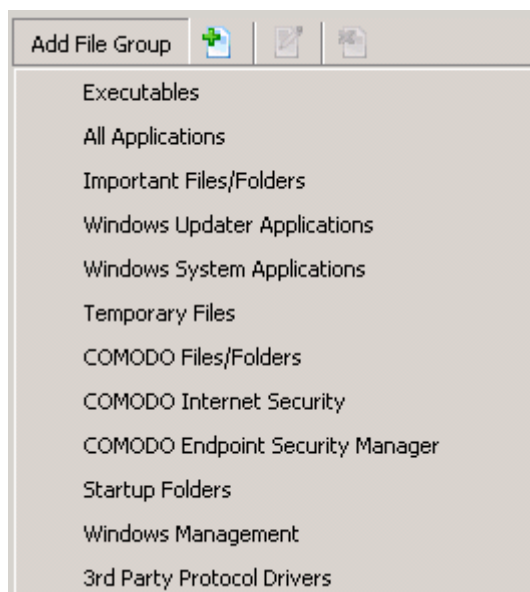 Add File Group
Executables
All Applications
Important Files/Folders
Windows Updater Applications
Windows System Applications
Temporary Files
COMODO Files/Folders
COMODO Internet Security
COMODO Endpoint Security Manager
Startup Folders
Windows Management
3rd Party Protocol Drivers